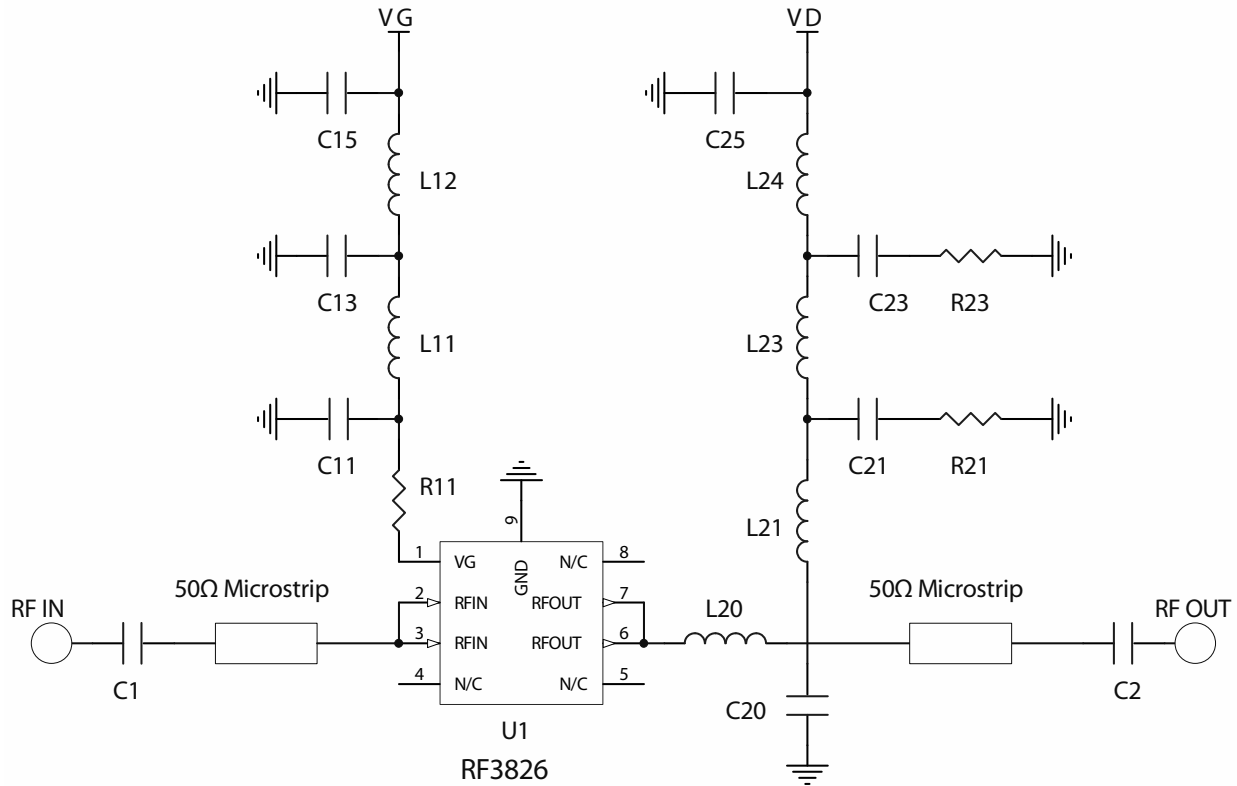 VG
VD
C15
C25
L12
L24
C13
C23
R23
L11
L23
C11
C21
R21
R11
L21
9
1
VG
GND
N/C
8
50Ω Microstrip
2
RFIN
RFOUT
7
L20
50Ω Microstrip
RF IN
RF OUT
3
RFIN
RFOUT
6
C1
4
N/C
N/C
5
C2
C20
U1
RF3826